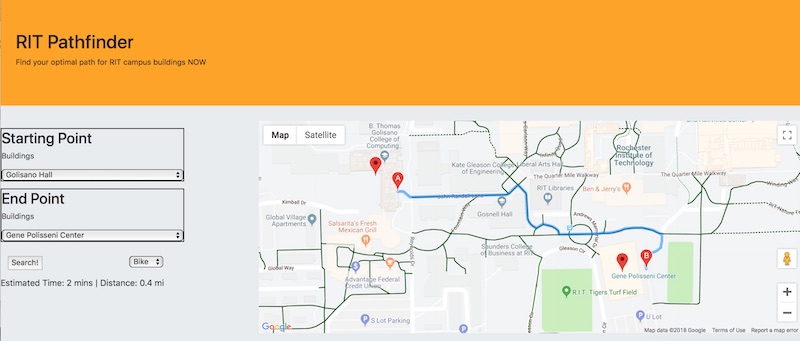 RIT Pathfinder
Find your optimal path for RIT campus buildings NOW
Starting Point
Buildings
Golisano Hall
End Point
Buildings
Gene Polisseni Center
Search!
Bike
Estimated Time: 2 mins | Distance: 0.4 mi
Map
Satellite
B. Thomas
Golisano
College of
Computing...
A
Kate Gleason College
of Engineering
Liberal Arts Hall
Rochester
Institute of
Technology
The Quarter Mile Walkway
The Quarter Mile Walkway
RIT Libraries
Ben & Jerry's
Kimball Dr
Global Village
Apartments
Salsarita's Fresh
Mexican Grill
Gosnell Hall
Saunders College
of Business at RIT
Gleason Cir
B
Gene Polisseni Center
Global Way
Advantage Federal
Credit Union
R.I.T. Tigers Turf Field
S Lot Parking
U Lot
Google
Map data ©2018 Google
Terms of Use
Report a map error